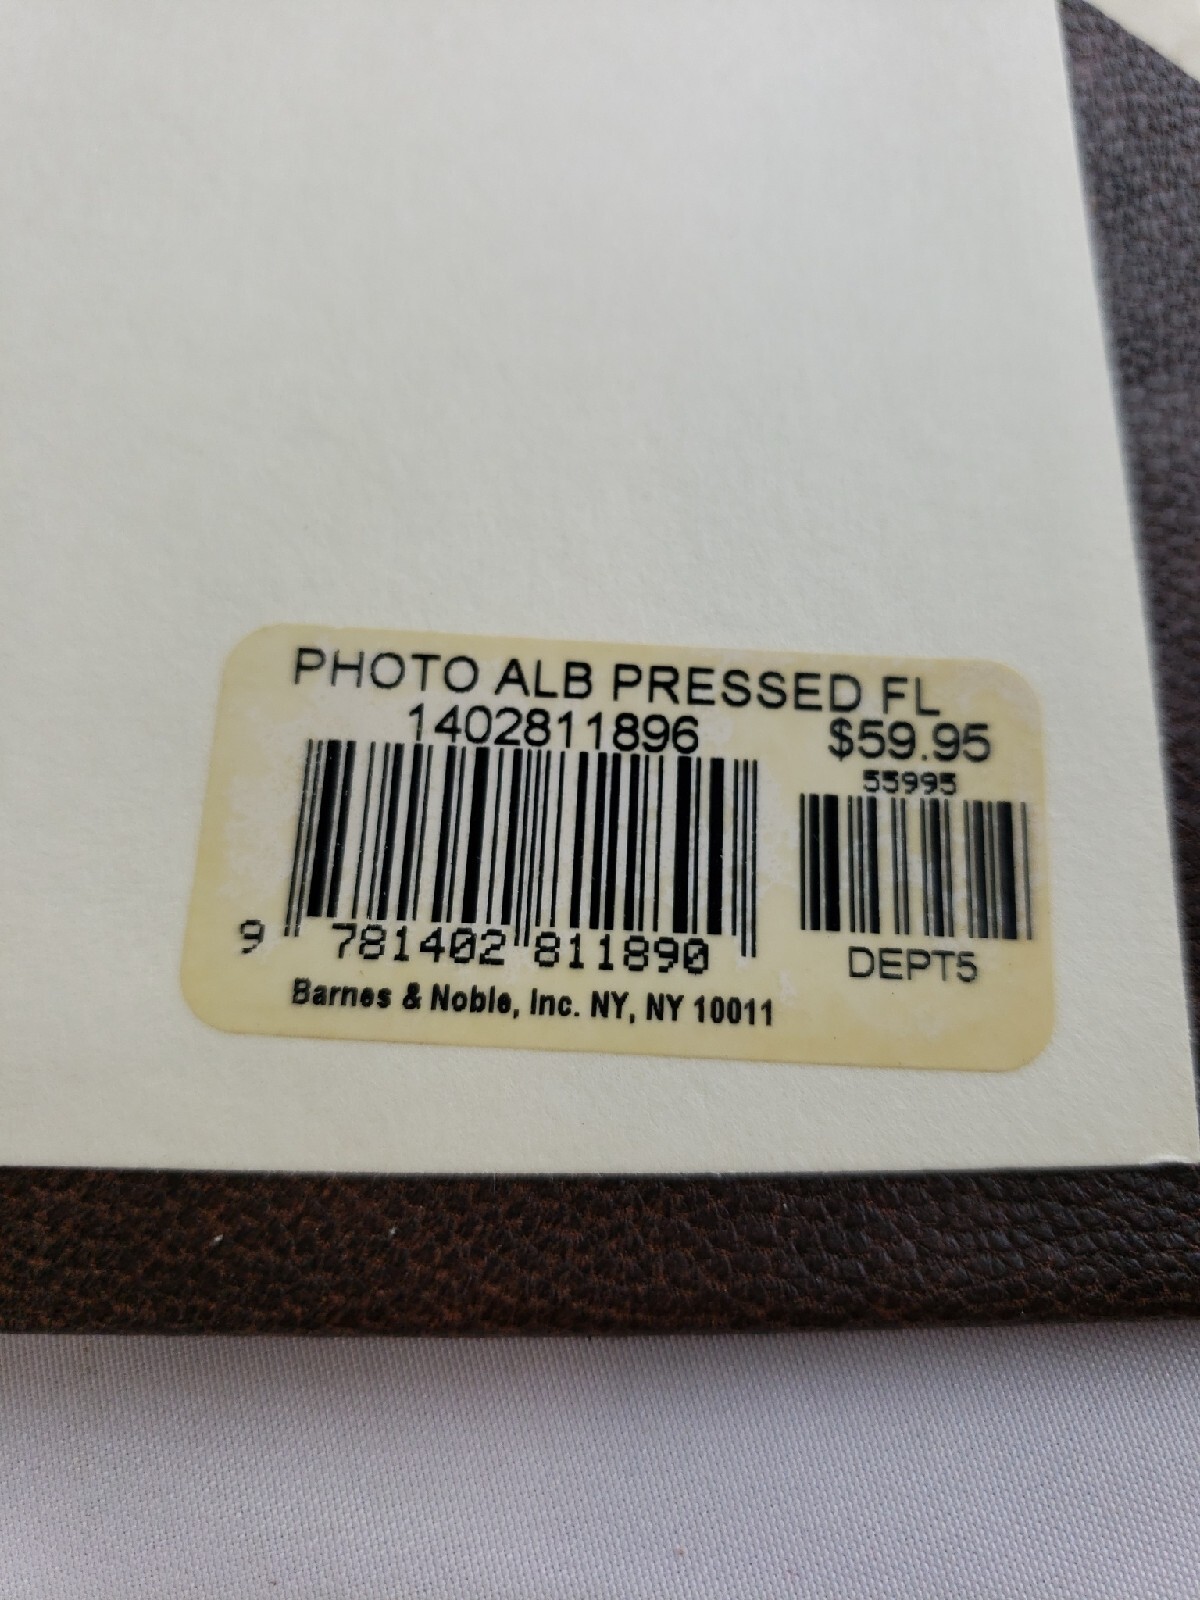 PHOTO ALB PRESSED FL
1402811896
$59.95
55995
9 781402 811890
DEPT5
Barnes & Noble, Inc. NY, NY 10011